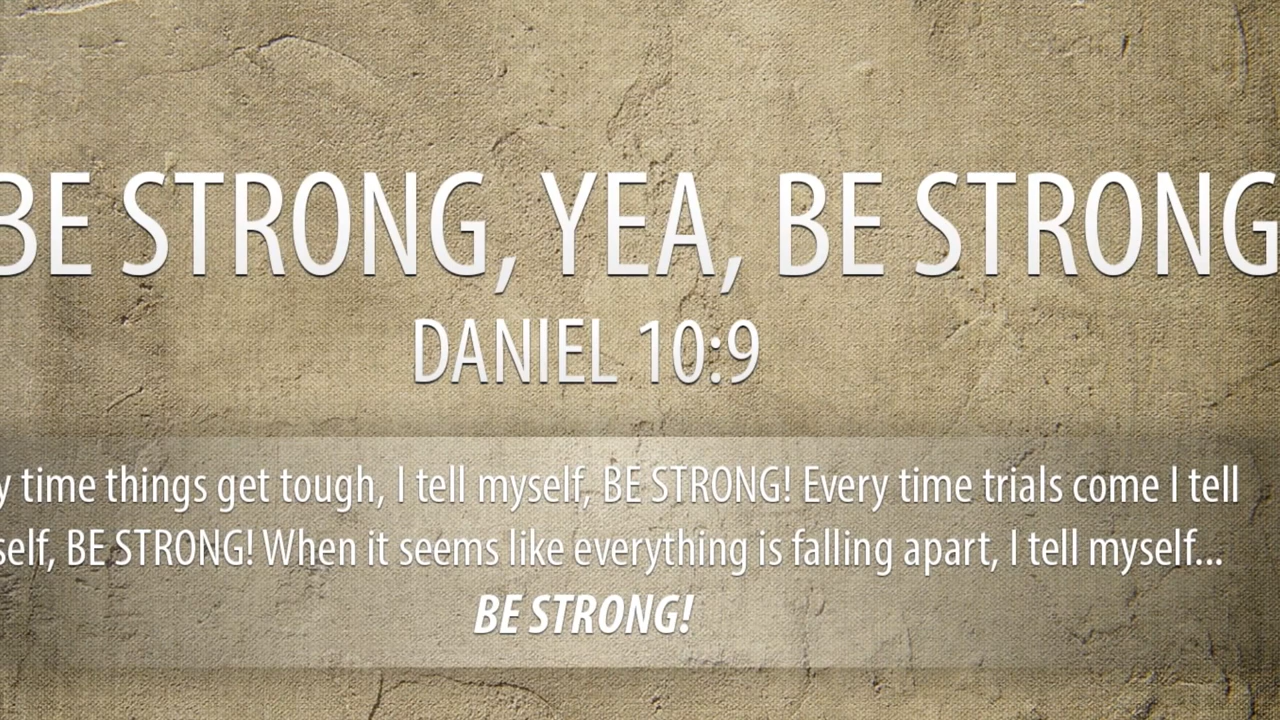 BE STRONG, YEA, BE STRONG
DANIEL 10:9
y time things get tough, I tell myself, BE STRONG! Every time trials come I tell
self, BE STRONG! When it seems like everything is falling apart, I tell myself...
BE STRONG!